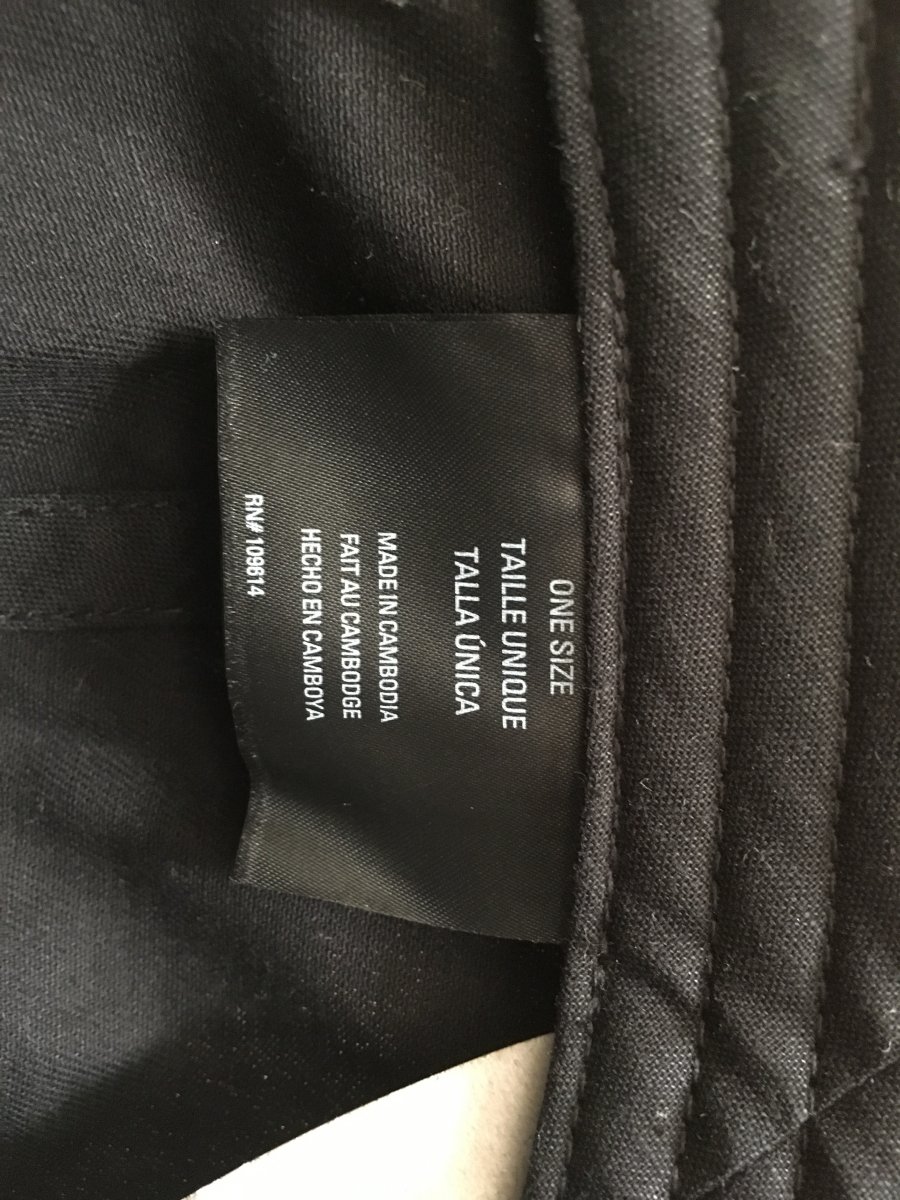 ONE SIZE
TAILLE UNIQUE
TALLA ÚNICA
MADE IN CAMBODIA
FAIT AU CAMBODGE
HECHO EN CAMBOYA
RN# 109614